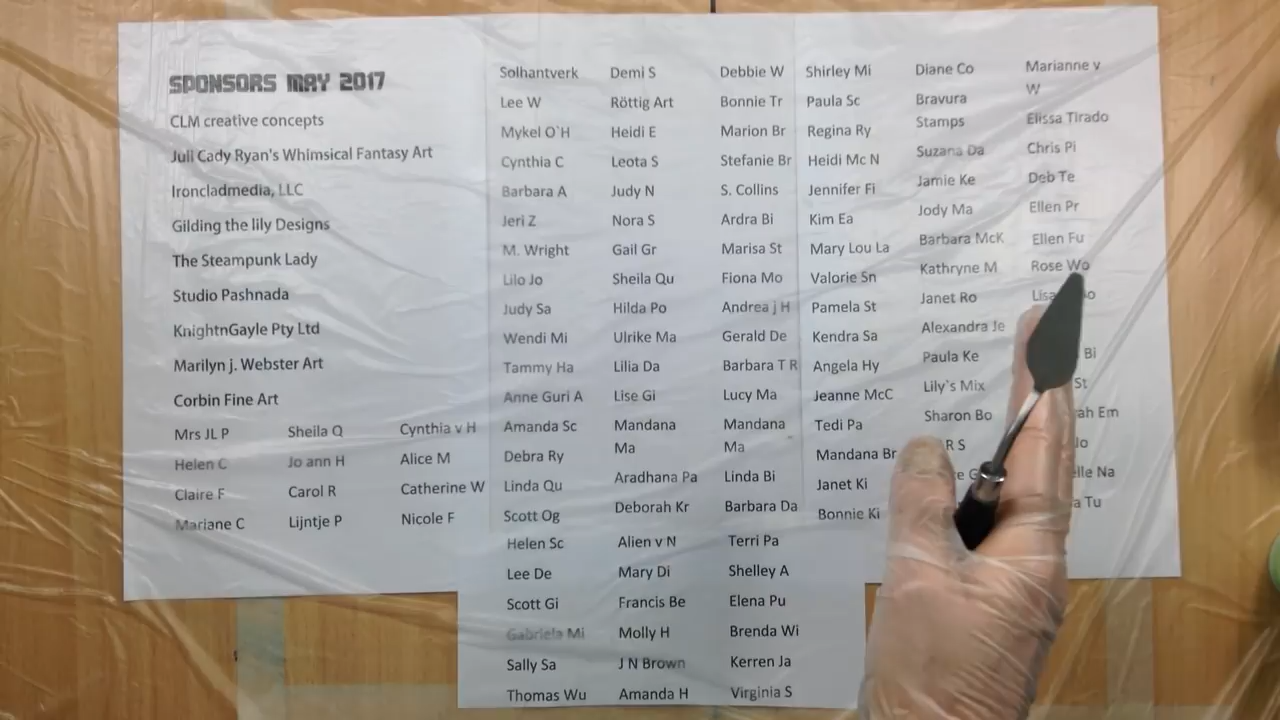 SPONSORS MAY 2017
CLM creative concepts
Juli Cady Ryan's Whimsical Fantasy Art
Ironcladmedia, LLC
Gilding the lily Designs
The Steampunk Lady
Studio Pashnada
KnightnGayle Pty Ltd
Marilyn j. Webster Art
Corbin Fine Art
Mrs JL P Sheila Q Cynthia v H
Helen C Jo ann H Alice M
Claire F Carol R Catherine W
Mariane C Lijntje P Nicole F
Solhantverk
Lee W
Mykel O`H
Cynthia C
Barbara A
Jeri Z
M. Wright
Lilo Jo
Judy Sa
Wendi Mi
Tammy Ha
Anne Guri A
Amanda Sc
Debra Ry
Linda Qu
Scott Og
Helen Sc
Lee De
Scott Gi
Gabriela Mi
Sally Sa
Thomas Wu
Demi S
Röttig Art
Heidi E
Leota S
Judy N
Nora S
Gail Gr
Sheila Qu
Hilda Po
Ulrike Ma
Lilia Da
Lise Gi
Mandana
Ma
Aradhana Pa
Deborah Kr
Alien v N
Mary Di
Francis Be
Molly H
J N Brown
Amanda H
Debbie W
Bonnie Tr
Marion Br
Stefanie Br
S. Collins
Ardra Bi
Marisa St
Fiona Mo
Andrea j H
Gerald De
Barbara T R
Lucy Ma
Mandana
Ma
Linda Bi
Barbara Da
Terri Pa
Shelley A
Elena Pu
Brenda Wi
Kerren Ja
Virginia S
Shirley Mi
Paula Sc
Regina Ry
Heidi Mc N
Jennifer Fi
Kim Ea
Mary Lou La
Valorie Sn
Pamela St
Kendra Sa
Angela Hy
Jeanne McC
Tedi Pa
Mandana Br
Janet Ki
Bonnie Ki
Diane Co
Bravura
Stamps
Suzana Da
Jamie Ke
Jody Ma
Barbara McK
Kathryne M
Janet Ro
Alexandra Je
Paula Ke
Lily's Mix
Sharon Bo
R S
Marianne v
W
Elissa Tirado
Chris Pi
Deb Te
Ellen Pr
Ellen Fu
Rose Wo
Bi
St
Em
Jo
Na
Tu